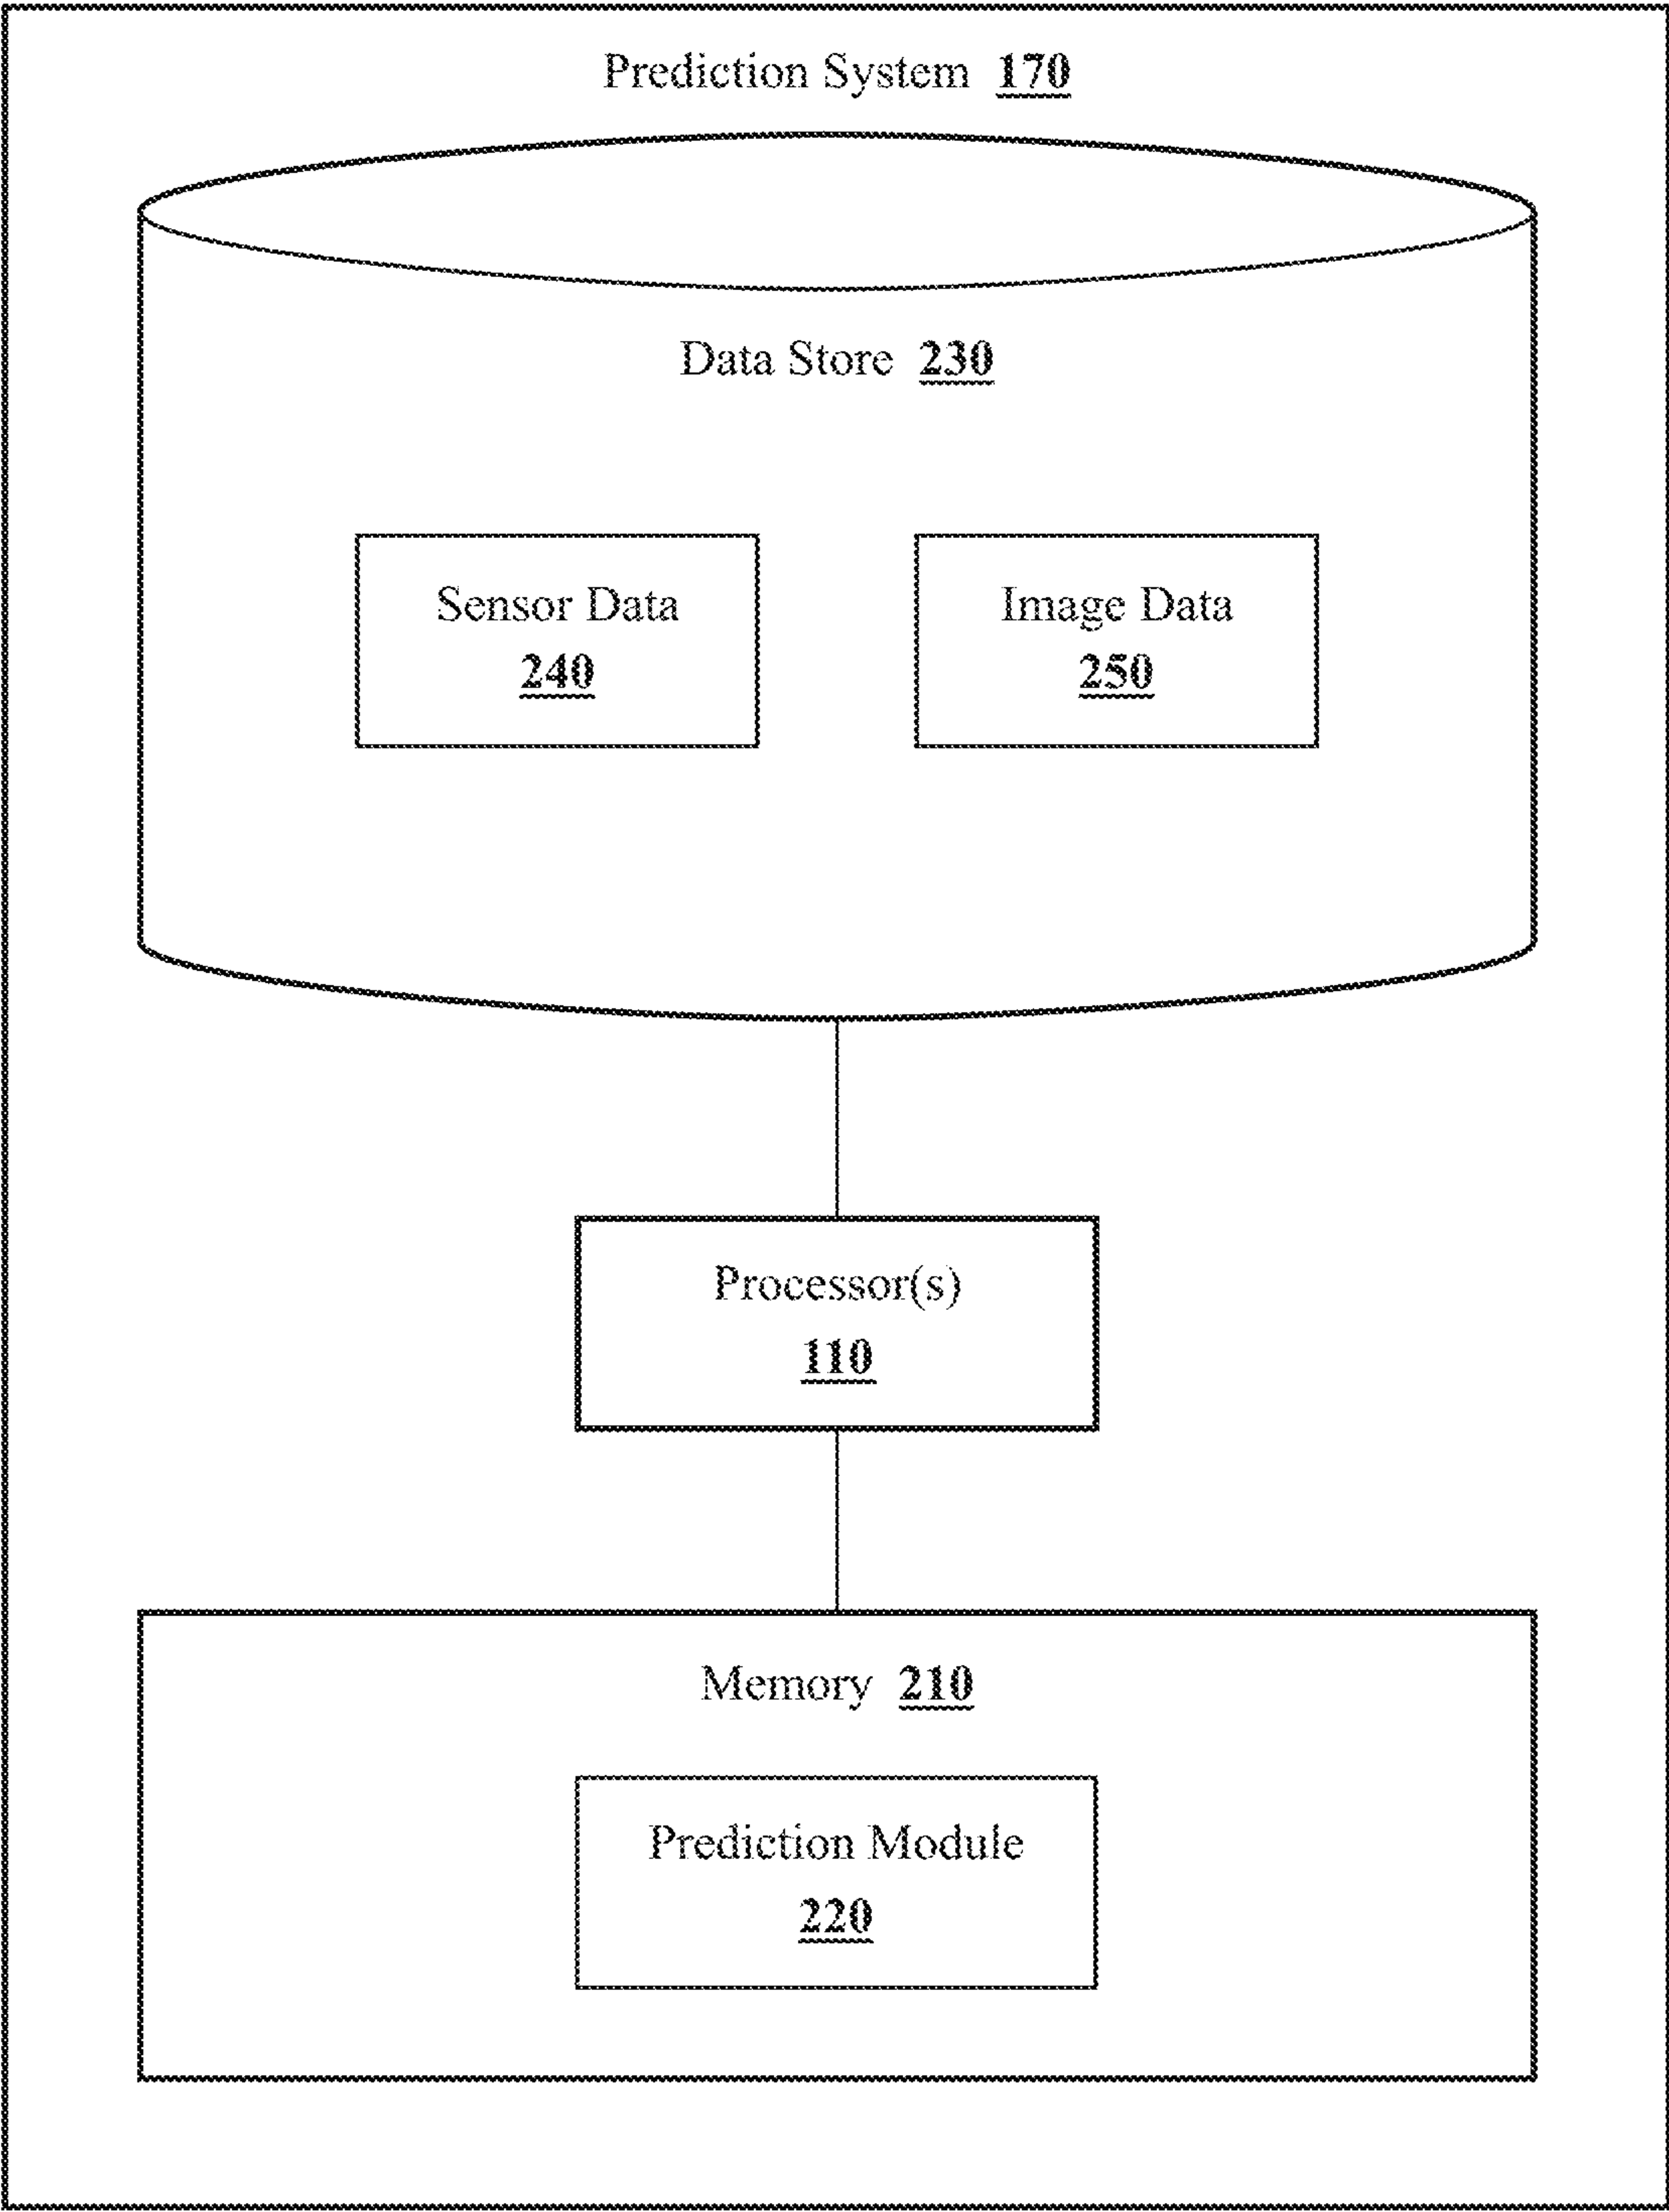 Prediction System 170
Data Store 230
Sensor Data
240
Image Data
250
Processor(s)
110
Memory 210
Prediction Module
220